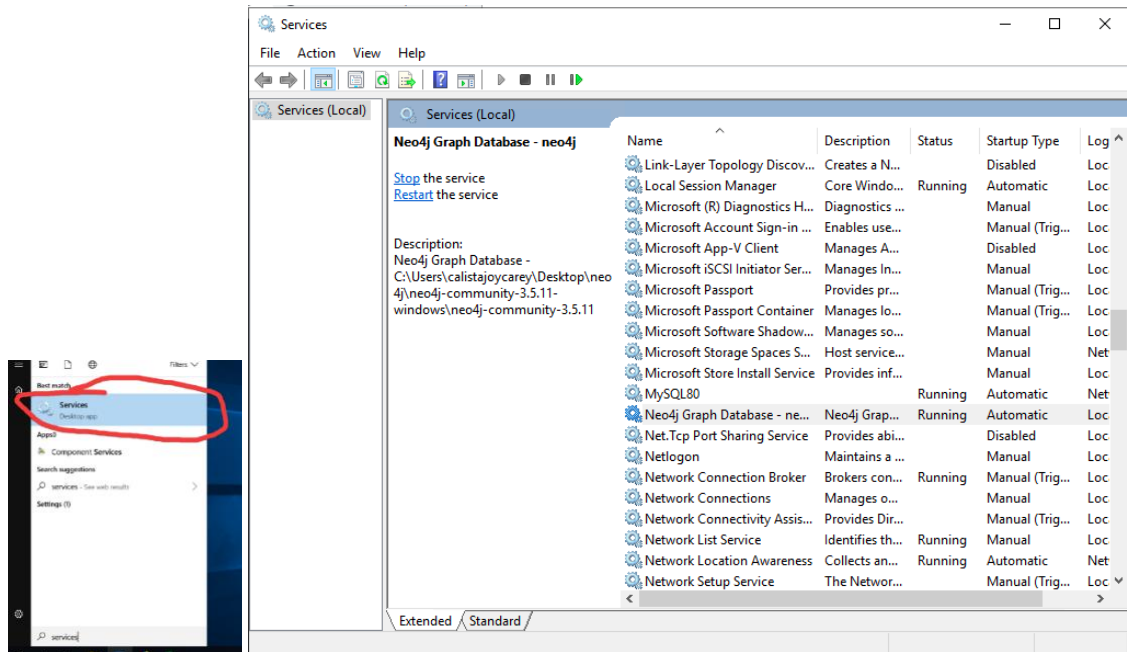 Filters
Best match
Services
Desktop app
Apps
Component Services
Search suggestions
services - See web results
Settings (1)
services
Services
File Action View Help
Services (Local)
Services (Local)
Neo4j Graph Database - neo4j
Stop the service
Restart the service
Description:
Neo4j Graph Database -
C:\Users\calistajoycarey\Desktop\neo
4j\neo4j-community-3.5.11-
windows\neo4j-community-3.5.11
Name Description Status Startup Type Log
Link-Layer Topology Discov... Creates a N... Disabled Loc
Local Session Manager Core Windo... Running Automatic Loc
Microsoft (R) Diagnostics H... Diagnostics ... Manual Loc
Microsoft Account Sign-in ... Enables use... Manual (Trig... Loc
Microsoft App-V Client Manages A... Disabled Loc
Microsoft iSCSI Initiator Ser... Manages In... Manual Loc
Microsoft Passport Provides pr... Manual (Trig... Loc
Microsoft Passport Container Manages lo... Manual (Trig... Loc
Microsoft Software Shadow... Manages so... Manual Loc
Microsoft Storage Spaces S... Host service... Manual Net
Microsoft Store Install Service Provides inf... Manual Loc
MySQL80 Running Automatic Net
Neo4j Graph Database - ne... Neo4j Grap... Running Automatic Loc
Net.Tcp Port Sharing Service Provides abi... Disabled Loc
Netlogon Maintains a ... Manual Loc
Network Connection Broker Brokers con... Running Manual (Trig... Loc
Network Connections Manages o... Manual Loc
Network Connectivity Assis... Provides Dir... Manual (Trig... Loc
Network List Service Identifies th... Running Manual Loc
Network Location Awareness Collects an... Running Automatic Net
Network Setup Service The Networ... Manual (Trig... Loc
Extended Standard